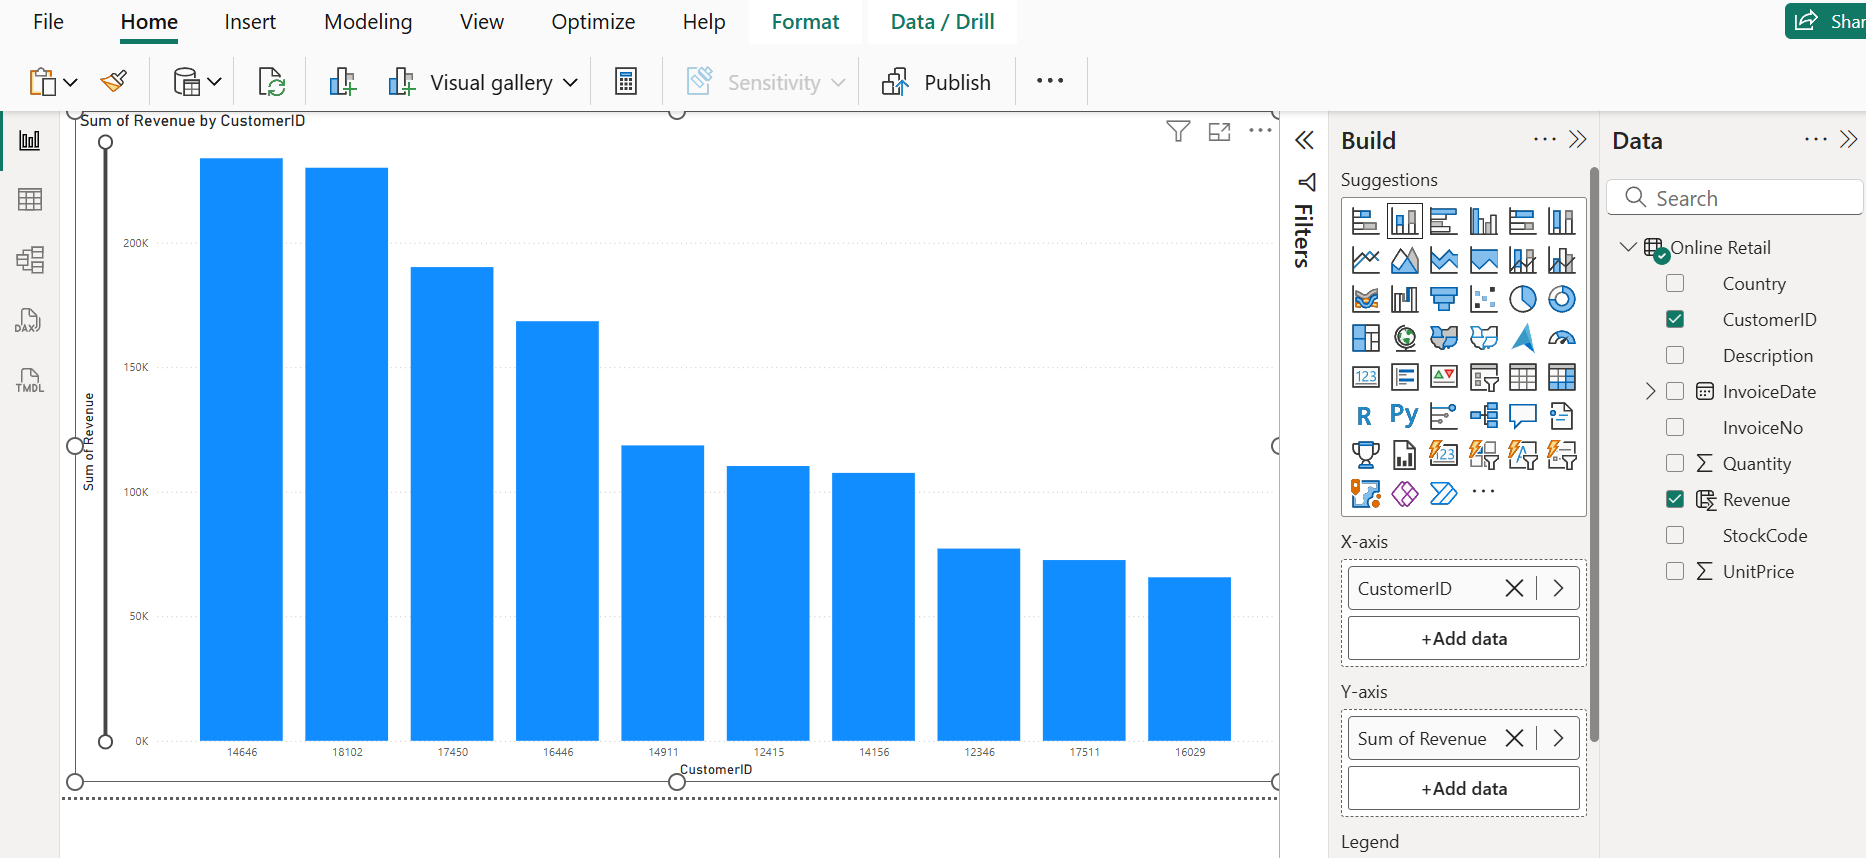 File Home Insert Modeling View Optimize Help Format Data / Drill
Visual gallery Sensitivity Publish
Sum of Revenue by CustomerID
Sum of Revenue
200K
150K
100K
50K
0K
14646 18102 17450 16446 14911 12415 14156 12346 17511 16029
CustomerID
DAX
TMDL
Filters
Build
Suggestions
123
R Py
123
X-axis
CustomerID
+Add data
Y-axis
Sum of Revenue
+Add data
Legend
Data
Search
Online Retail
Country
CustomerID
Description
InvoiceDate
InvoiceNo
Quantity
Revenue
StockCode
UnitPrice